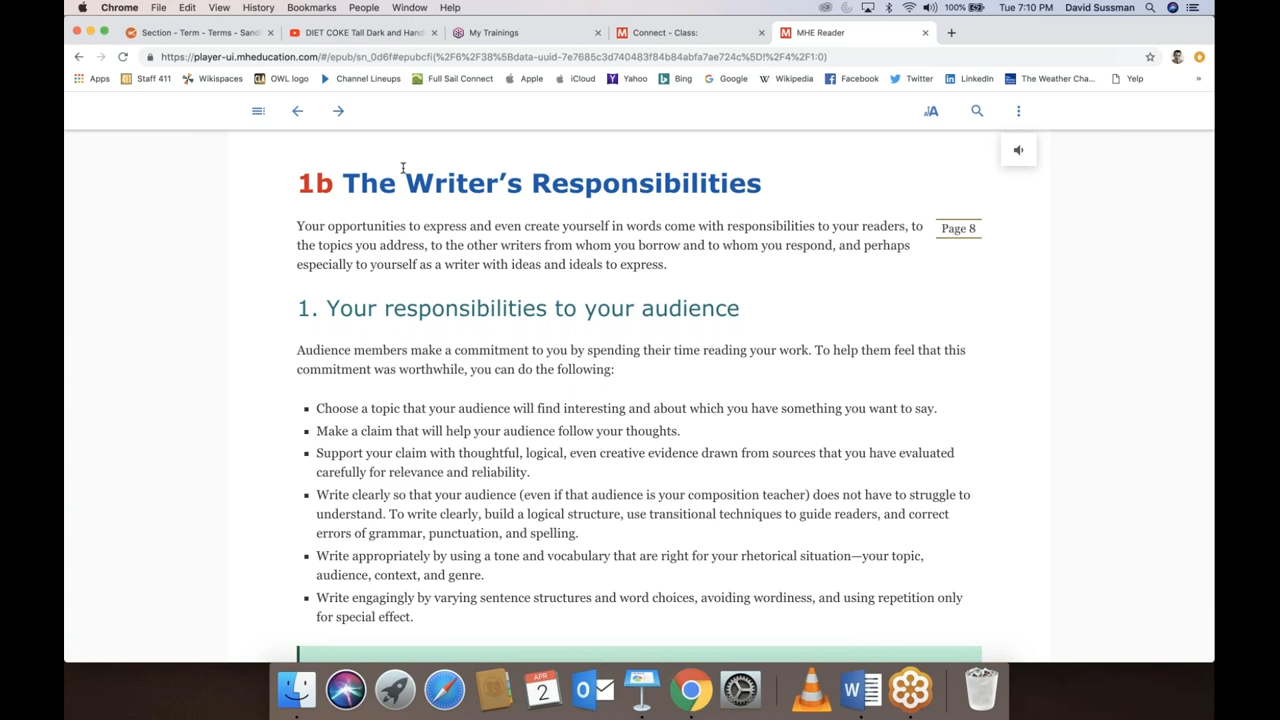 Chrome File Edit View History Bookmarks People Window Help 100% Tue 7:10 PM David Sussman
Section - Term - Terms - Sand
DIET COKE Tall Dark and Hand
My Trainings
Connect - Class:
MHE Reader
https://player-ui.mheducation.com/#/epub/sn_0d6f#epubcfi(%2F6%2F38%5Bdata-uuid-7e7685c3d740483f84b84abfa7ae724c%5D!%2F4%2F1:0)
Apps Staff 411 Wikispaces OWL logo Channel Lineups Full Sail Connect Apple iCloud Yahoo Bing Google Wikipedia Facebook Twitter LinkedIn The Weather Cha... Yelp »
AA
1b The Writer's Responsibilities
Your opportunities to express and even create yourself in words come with responsibilities to your readers, to
Page 8
the topics you address, to the other writers from whom you borrow and to whom you respond, and perhaps
especially to yourself as a writer with ideas and ideals to express.
1. Your responsibilities to your audience
Audience members make a commitment to you by spending their time reading your work. To help them feel that this
commitment was worthwhile, you can do the following:
▪ Choose a topic that your audience will find interesting and about which you have something you want to say.
▪ Make a claim that will help your audience follow your thoughts.
▪ Support your claim with thoughtful, logical, even creative evidence drawn from sources that you have evaluated
carefully for relevance and reliability.
▪ Write clearly so that your audience (even if that audience is your composition teacher) does not have to struggle to
understand. To write clearly, build a logical structure, use transitional techniques to guide readers, and correct
errors of grammar, punctuation, and spelling.
▪ Write appropriately by using a tone and vocabulary that are right for your rhetorical situation—your topic,
audience, context, and genre.
▪ Write engagingly by varying sentence structures and word choices, avoiding wordiness, and using repetition only
for special effect.
APR
2